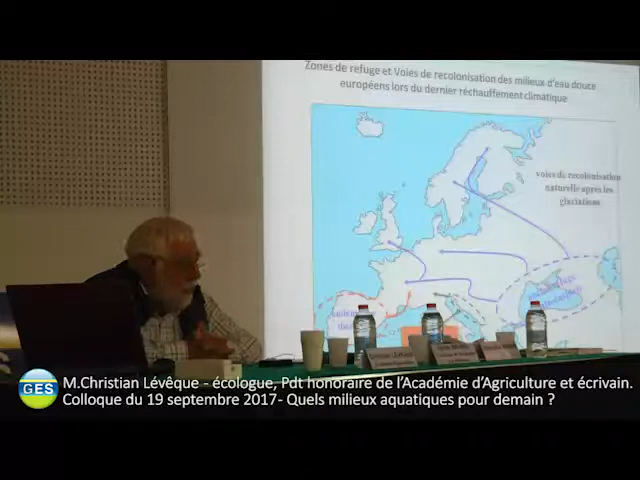 Zones de refuge et Voies de recolonisation des milieux d'eau douce
européens lors du dernier réchauffement climatique
voies de recolonisation
naturelle après les
glaciations
GES
M.Christian Lévêque - écologue, Pdt honoraire de l'Académie d'Agriculture et écrivain.
Colloque du 19 septembre 2017- Quels milieux aquatiques pour demain ?